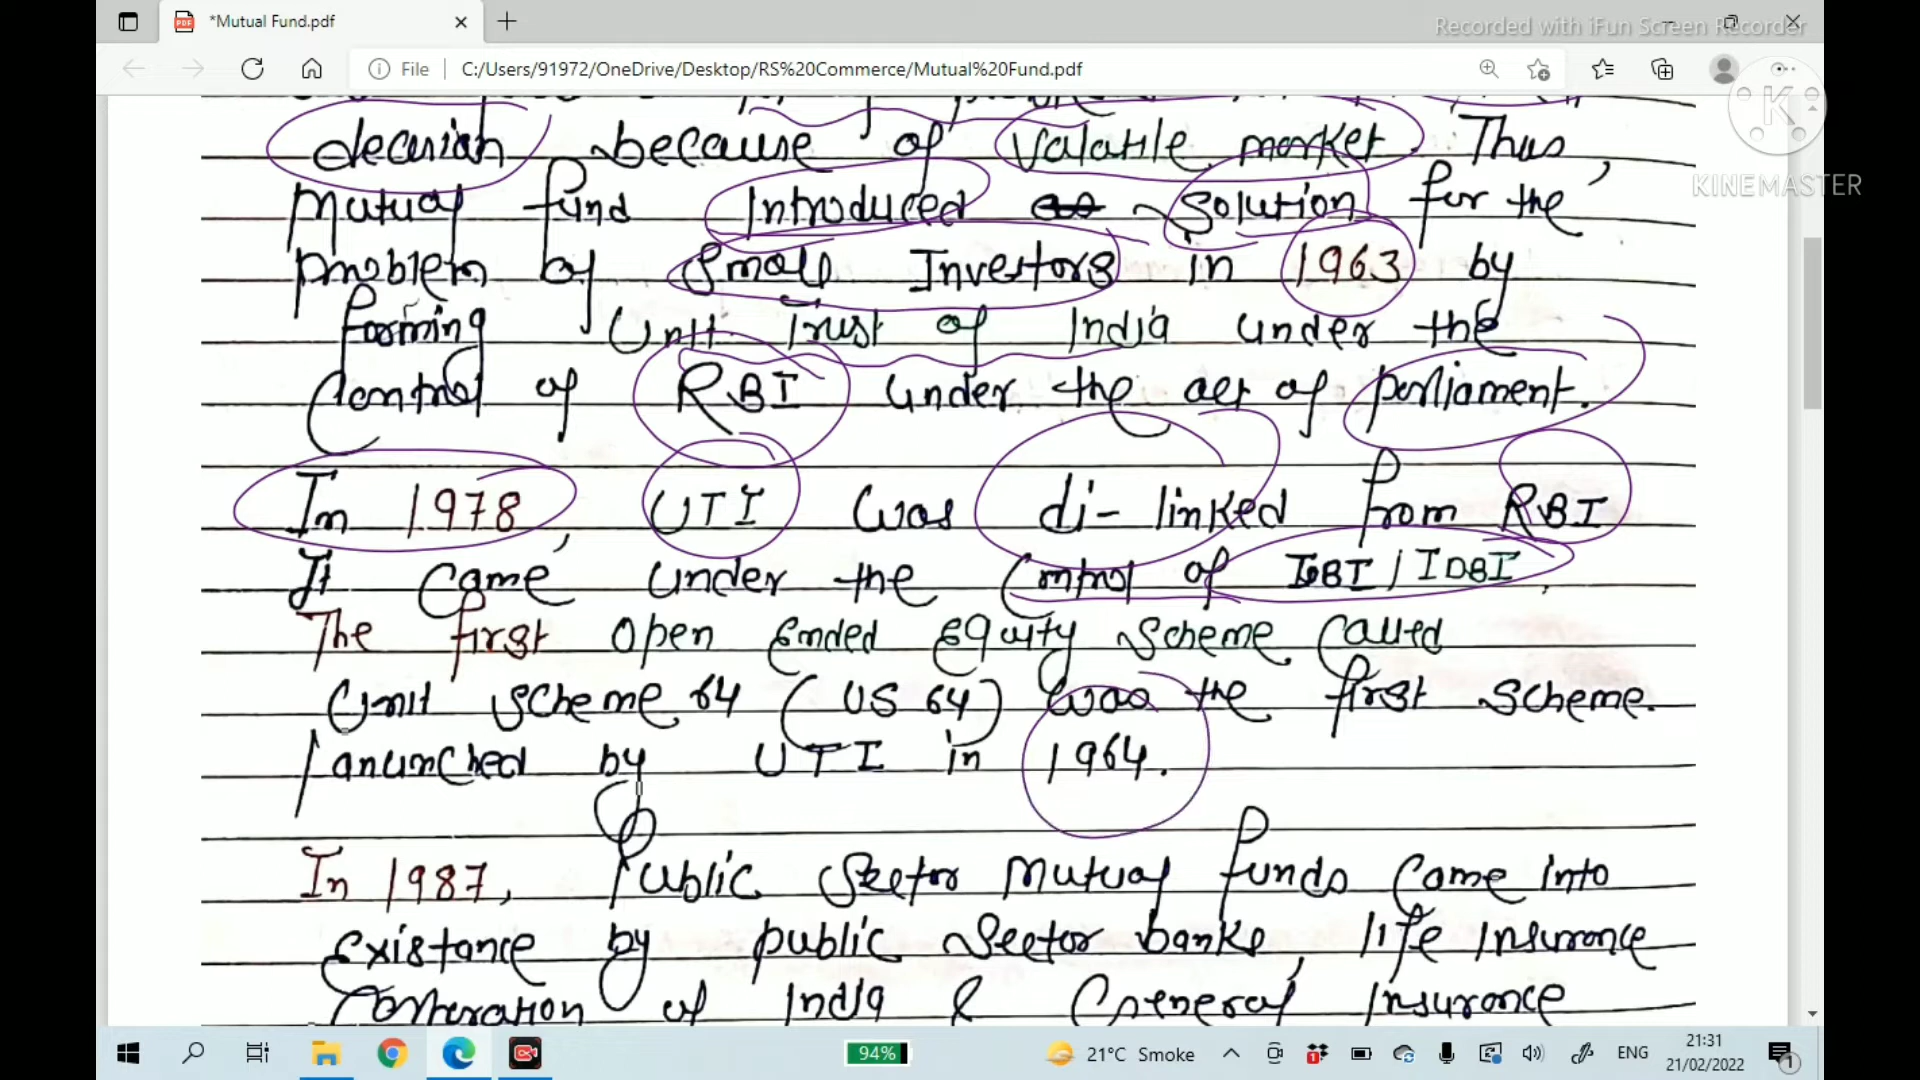 *Mutual Fund.pdf
Recorded with iFun Screen Recorder
File
C:/Users/91972/OneDrive/Desktop/RS%20Commerce/Mutual%20Fund.pdf
K
KINEMASTER
decusion because of Valatile market. Thus,
Mutual fund Introduced Solution for the
problem of Small Investors in 1963 by
forming Unit Trust of India under the
Control of RBI under the act of parliament.
In 1978, UTI was di-linked from RBI
It came under the Control of IDBI.
The first open Ended Equity Scheme Called
Unit Scheme 64 (US 64) was the first Scheme.
lanunched by UTI in 1964.
In 1987, Public Sector Mutual funds Came into
Existance by public Sector banks, life Insurance
Corporation of India & General Insurance
94%
21°C Smoke
ENG
21:31
21/02/2022